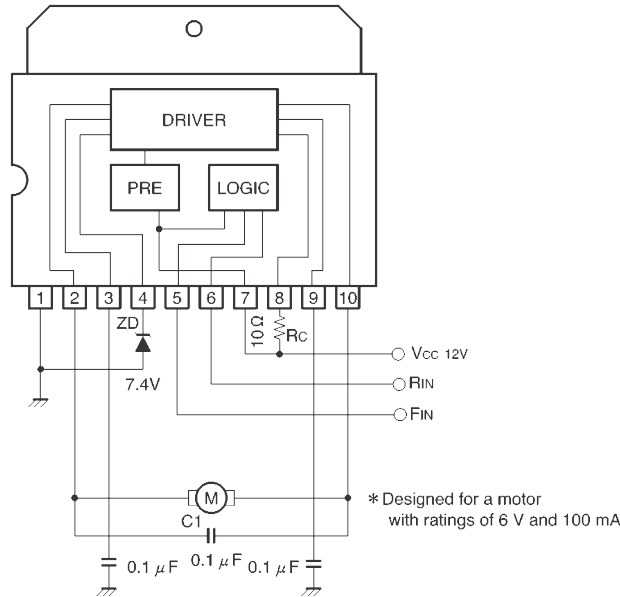 DRIVER
PRE
LOGIC
1 2 3 4 5 6 7 8 9 10
ZD
10 Ω
RC
VCC 12V
7.4V
RIN
FIN
M
* Designed for a motor
with ratings of 6 V and 100 mA
C1
0.1 μF
0.1 μF
0.1 μF